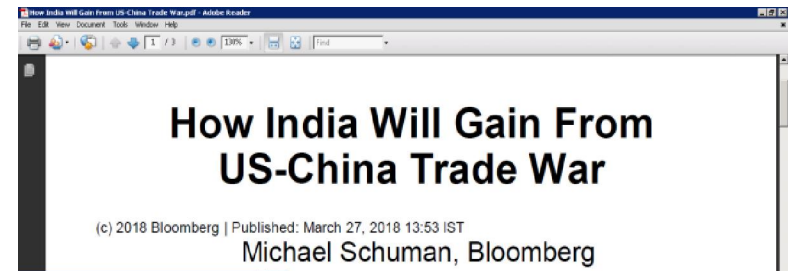 How India Will Gain From US-China Trade War.pdf - Adobe Reader
File Edit View Document Tools Window Help
1 / 3 130% Find
How India Will Gain From
US-China Trade War
(c) 2018 Bloomberg | Published: March 27, 2018 13:53 IST
Michael Schuman, Bloomberg